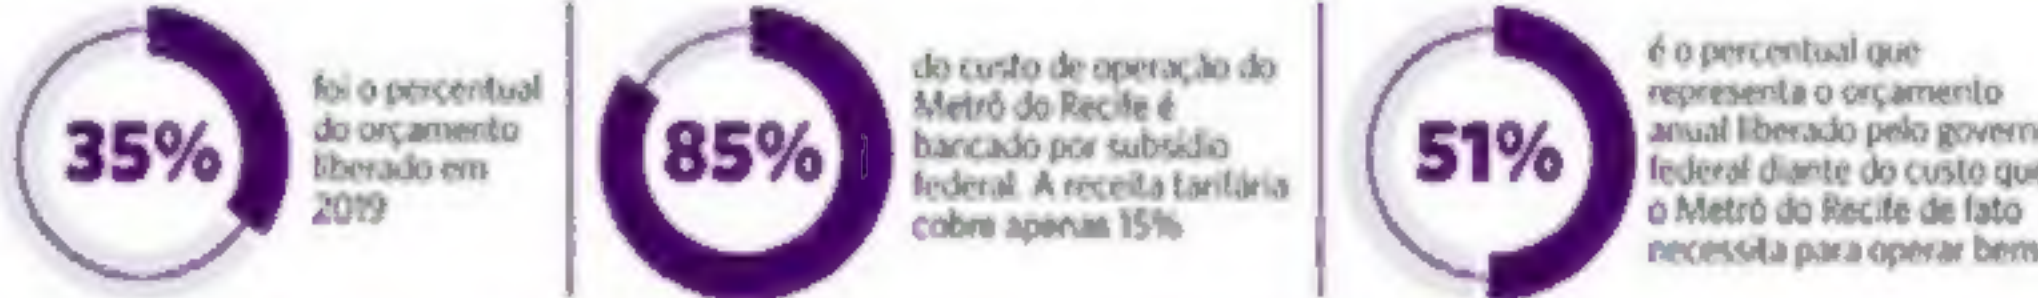 35%
foi o percentual
do orçamento
liberado em
2019
85%
do custo de operação do
Metrô do Recife é
bancado por subsídio
federal. A receita tarifária
cobre apenas 15%
51%
é o percentual que
representa o orçamento
anual liberado pelo govern
federal diante do custo que
o Metrô do Recife de fato
necessita para operar bem